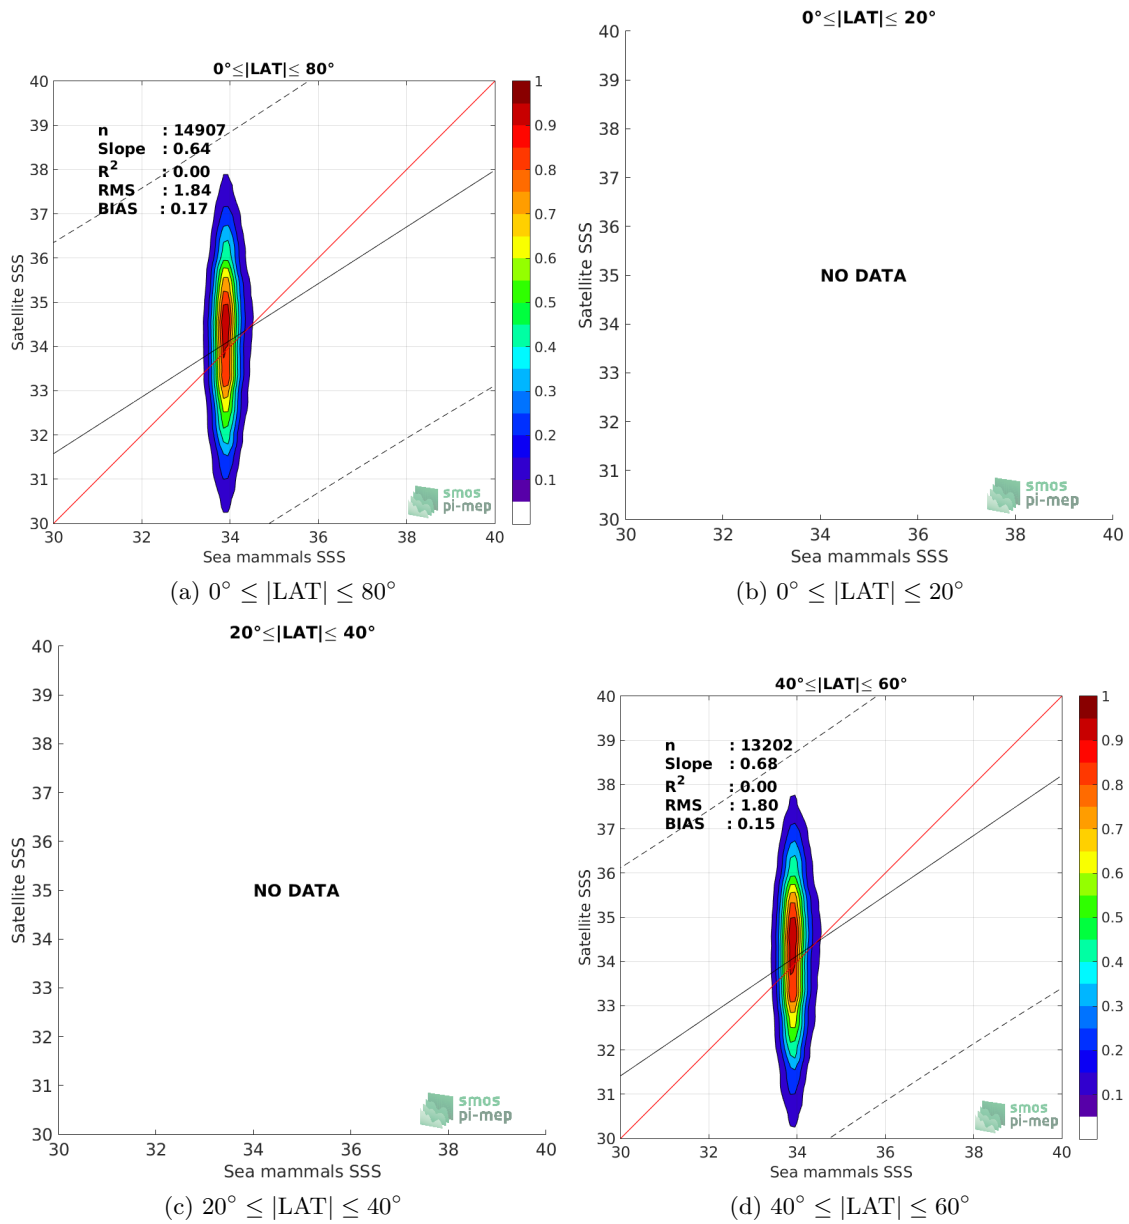 0°≤|LAT|≤ 80°
40
39
38
37
36
35
34
33
32
31
30
Satellite SSS
n : 14907
Slope : 0.64
R2 : 0.00
RMS : 1.84
BIAS : 0.17
smos
pi-mep
30 32 34 36 38 40
Sea mammals SSS
1
0.9
0.8
0.7
0.6
0.5
0.4
0.3
0.2
0.1
(a) 0° ≤ |LAT| ≤ 80°
0°≤|LAT|≤ 20°
40
39
38
37
36
35
34
33
32
31
30
Satellite SSS
NO DATA
smos
pi-mep
30 32 34 36 38 40
Sea mammals SSS
(b) 0° ≤ |LAT| ≤ 20°
20°≤|LAT|≤ 40°
40
39
38
37
36
35
34
33
32
31
30
Satellite SSS
NO DATA
smos
pi-mep
30 32 34 36 38 40
Sea mammals SSS
(c) 20° ≤ |LAT| ≤ 40°
40°≤|LAT|≤ 60°
40
39
38
37
36
35
34
33
32
31
30
Satellite SSS
n : 13202
Slope : 0.68
R2 : 0.00
RMS : 1.80
BIAS : 0.15
smos
pi-mep
30 32 34 36 38 40
Sea mammals SSS
1
0.9
0.8
0.7
0.6
0.5
0.4
0.3
0.2
0.1
(d) 40° ≤ |LAT| ≤ 60°